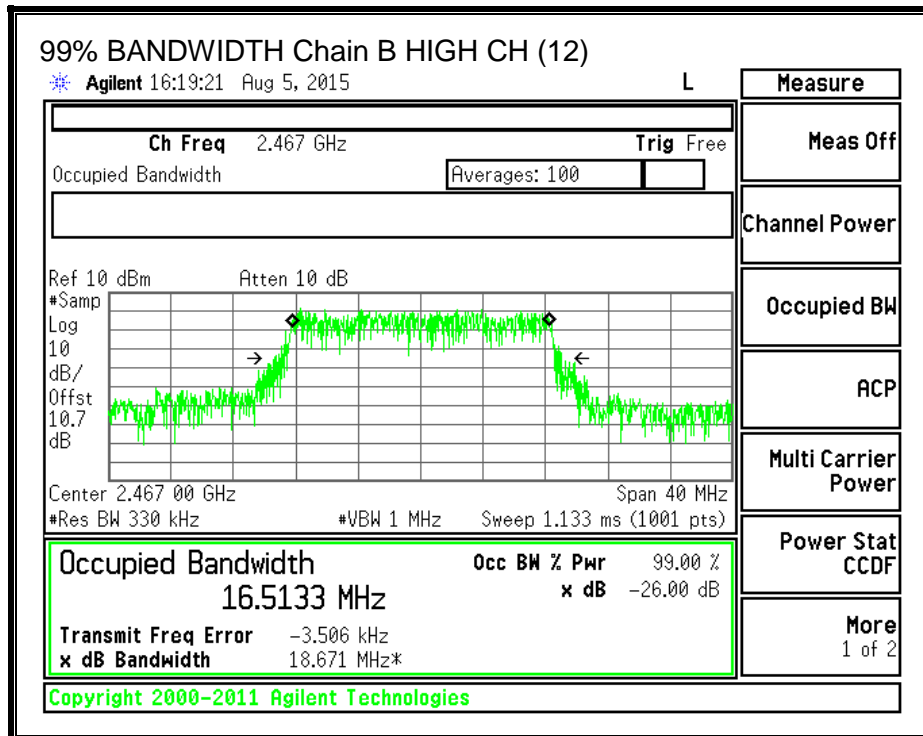 99% BANDWIDTH Chain B HIGH CH (12)
Agilent 16:19:21 Aug 5, 2015 L
Measure
Ch Freq 2.467 GHz Trig Free
Meas Off
Occupied Bandwidth Averages: 100
Channel Power
Ref 10 dBm Atten 10 dB
#Samp
Log
10
dB/
Offst
10.7
dB
Occupied BW
ACP
Center 2.467 00 GHz Span 40 MHz
#Res BW 330 kHz #VBW 1 MHz Sweep 1.133 ms (1001 pts)
Multi Carrier
Power
Occupied Bandwidth Occ BW % Pwr 99.00 %
16.5133 MHz x dB -26.00 dB
Transmit Freq Error -3.506 kHz
x dB Bandwidth 18.671 MHz*
Power Stat
CCDF
More
1 of 2
Copyright 2000-2011 Agilent Technologies